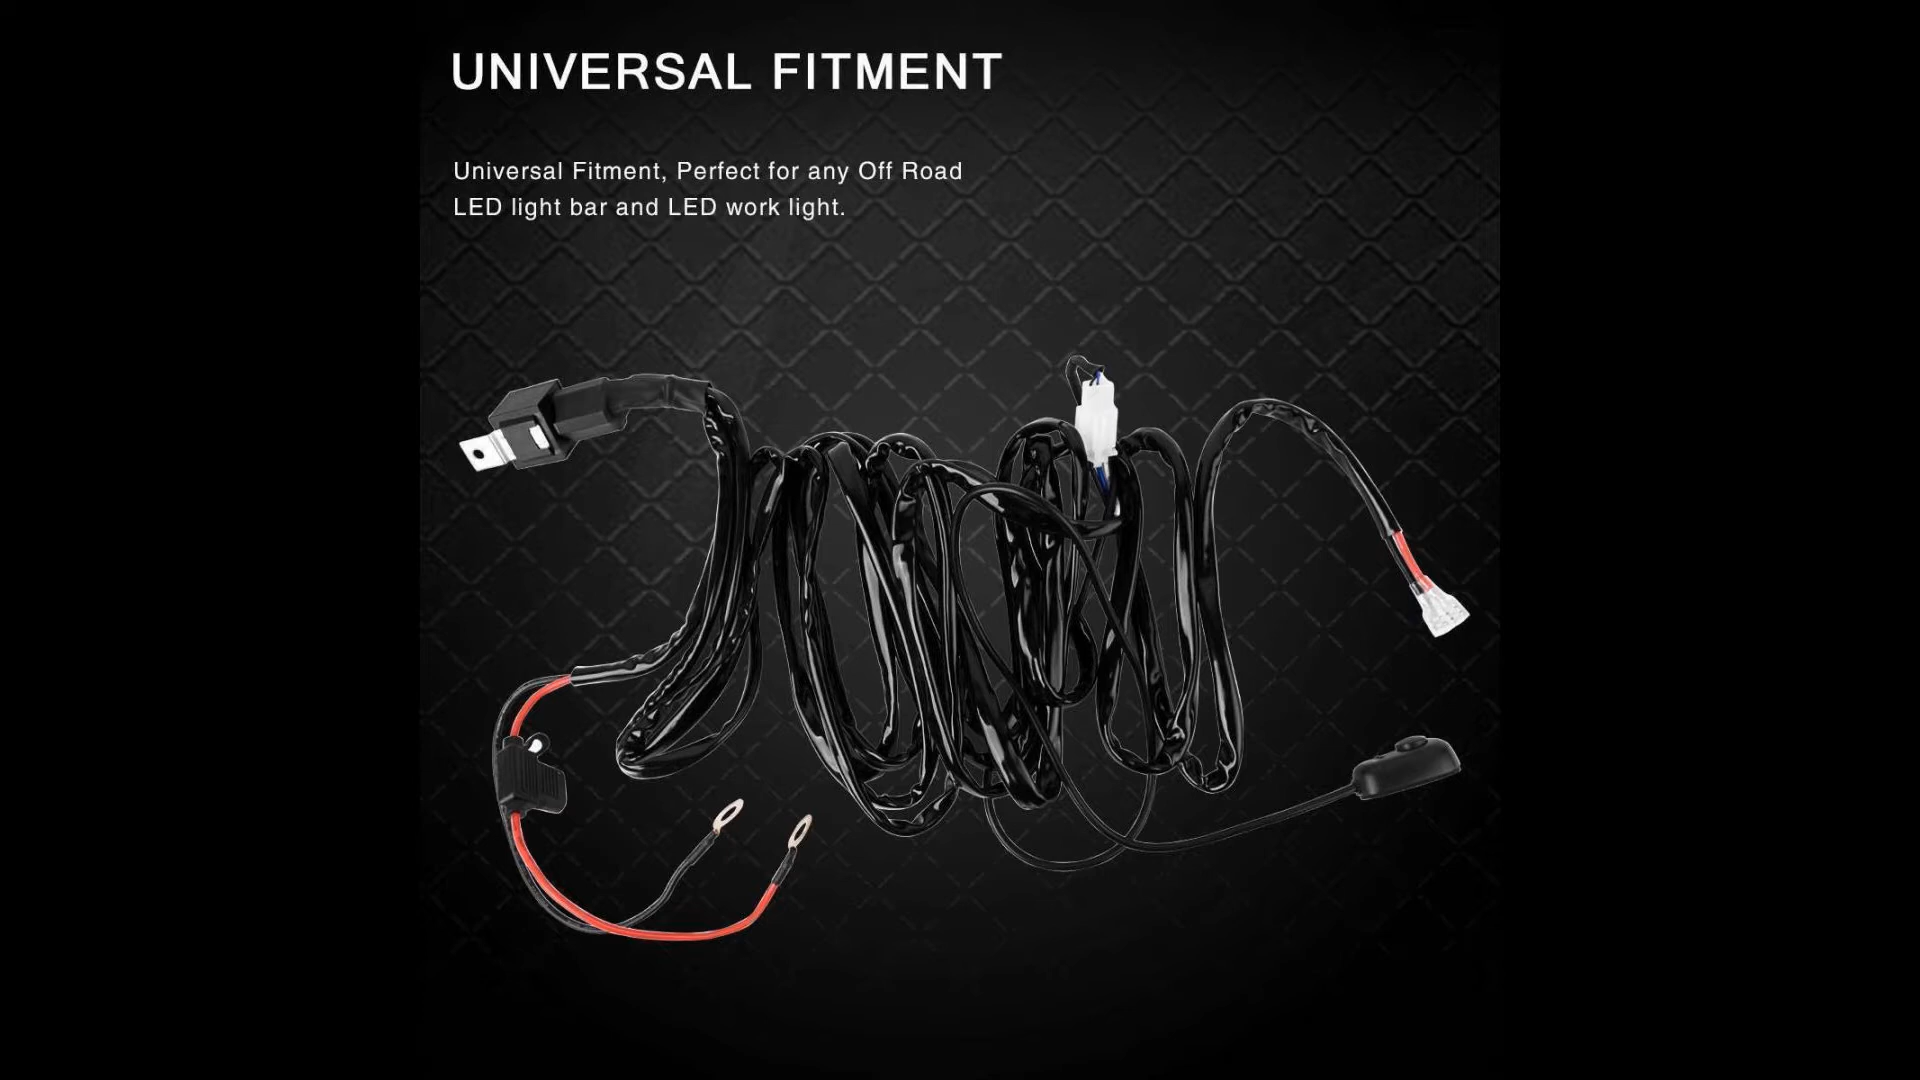 UNIVERSAL FITMENT
Universal Fitment, Perfect for any Off Road
LED light bar and LED work light.